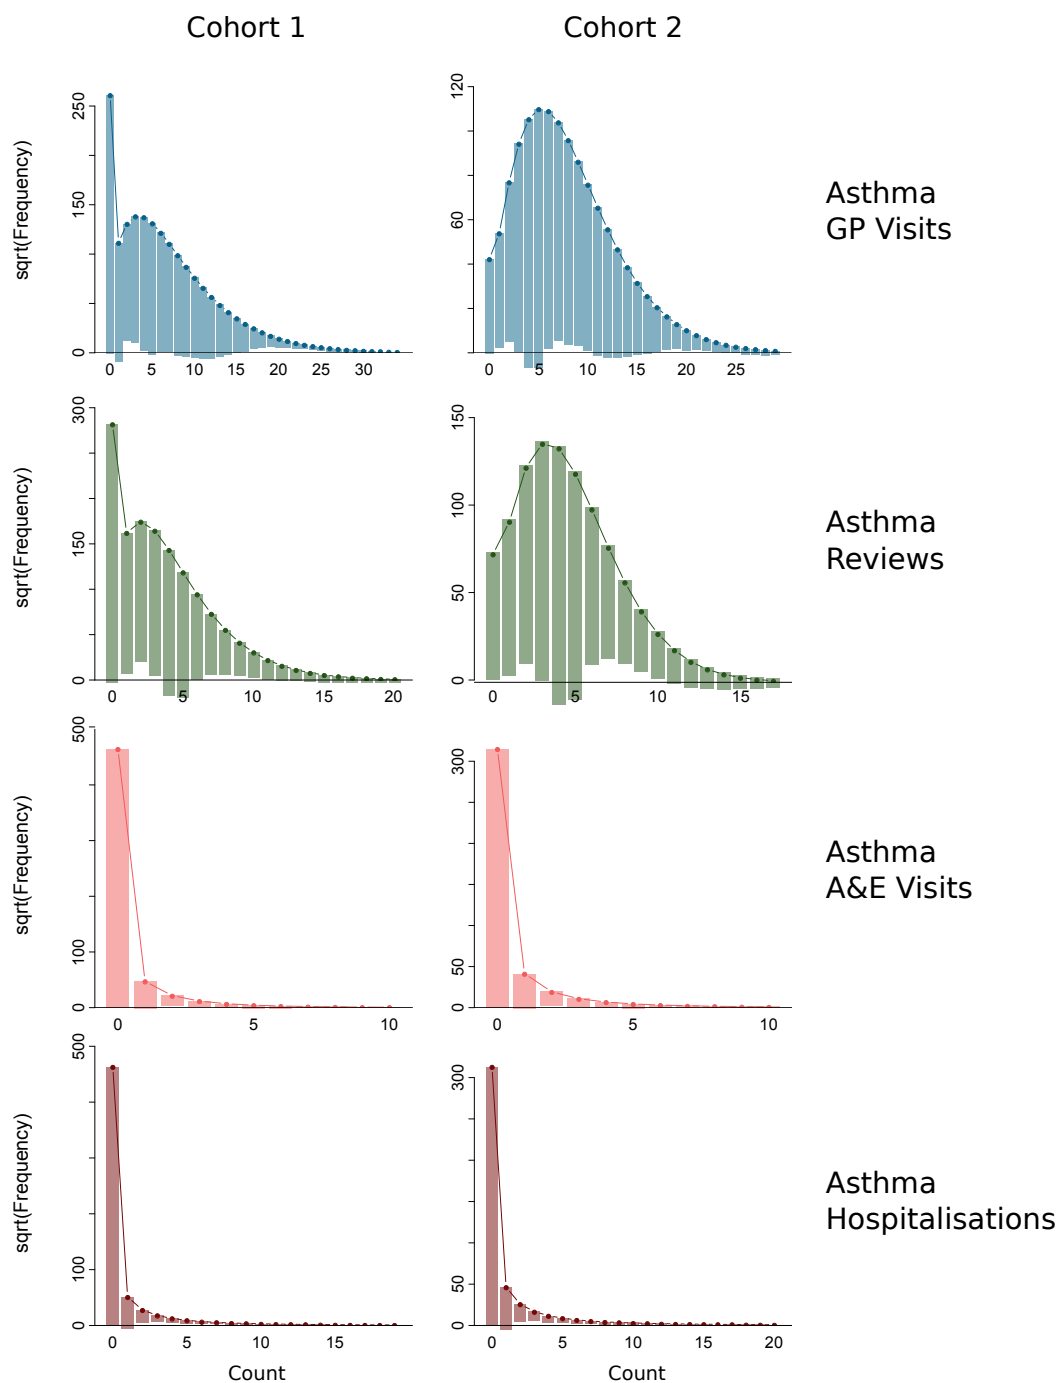 Cohort 1
Cohort 2
sqrt(Frequency)
250
150
0
0 5 10 15 20 25 30
120
60
0 5 10 15 20 25
Asthma
GP Visits
sqrt(Frequency)
300
150
0
0 5 10 15 20
150
100
50
0
0 5 10 15
Asthma
Reviews
sqrt(Frequency)
500
100
0
0 5 10
300
50
0
0 5 10
Asthma
A&E Visits
sqrt(Frequency)
500
100
0
0 5 10 15
300
50
0
0 5 10 15 20
Asthma
Hospitalisations
Count
Count